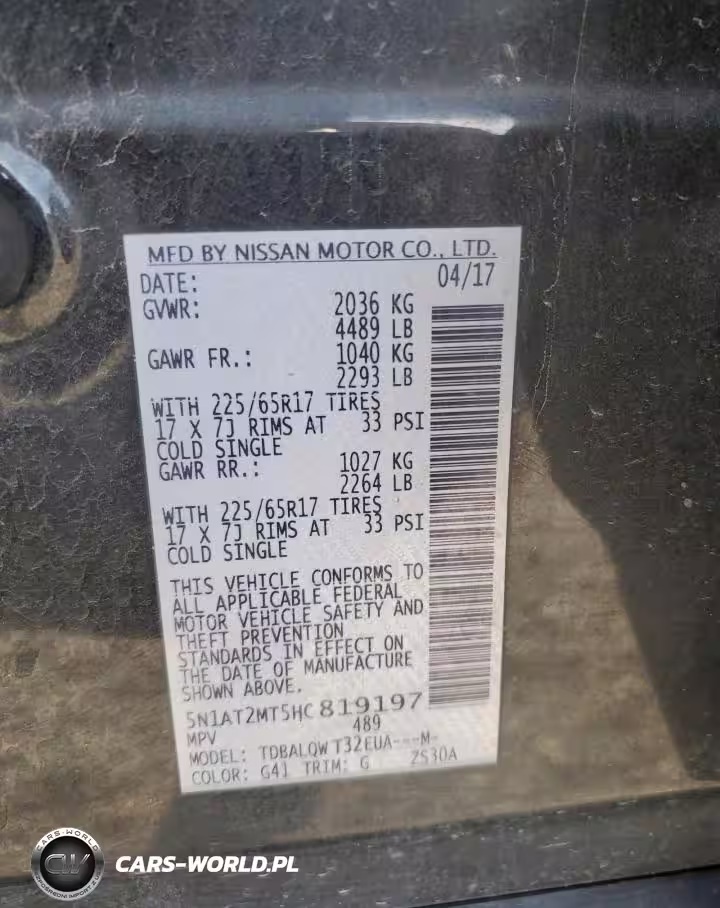 MFD BY NISSAN MOTOR CO., LTD.
DATE: 04/17
GVWR: 2036 KG
4489 LB
GAWR FR.: 1040 KG
2293 LB
WITH 225/65R17 TIRES
17 X 7J RIMS AT 33 PSI
COLD SINGLE
GAWR RR.: 1027 KG
2264 LB
WITH 225/65R17 TIRES
17 X 7J RIMS AT 33 PSI
COLD SINGLE
THIS VEHICLE CONFORMS TO
ALL APPLICABLE FEDERAL
MOTOR VEHICLE SAFETY AND
THEFT PREVENTION
STANDARDS IN EFFECT ON
THE DATE OF MANUFACTURE
SHOWN ABOVE.
5N1AT2MT5HC819197
MPV 489
MODEL: TDBALQW T32EUA---M-
COLOR: G41 TRIM: G ZS30A
CARS-WORLD
CW
CARS-WORLD.PL